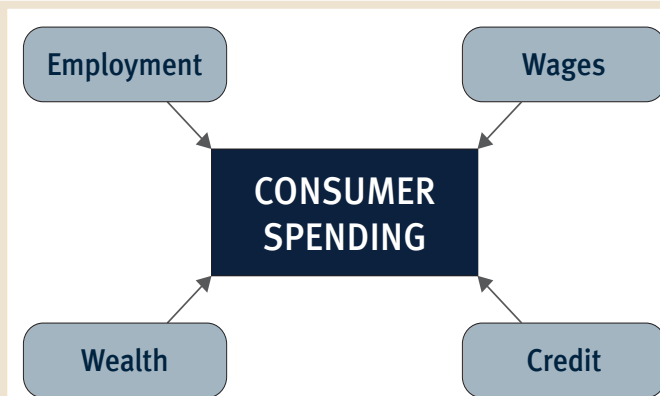 Employment
Wages
CONSUMER
SPENDING
Wealth
Credit